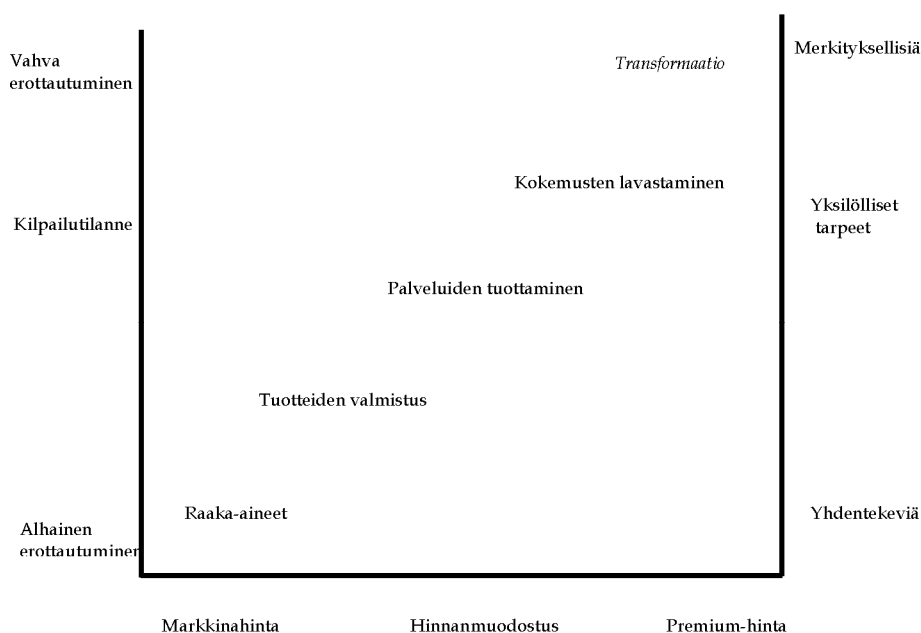 Vahva
erottautuminen
Merkityksellisiä
Transformaatio
Kokemusten lavastaminen
Kilpailutilanne
Yksilölliset
tarpeet
Palveluiden tuottaminen
Tuotteiden valmistus
Raaka-aineet
Yhdentekeviä
Alhainen
erottautuminen
Markkinahinta
Hinnanmuodostus
Premium-hinta